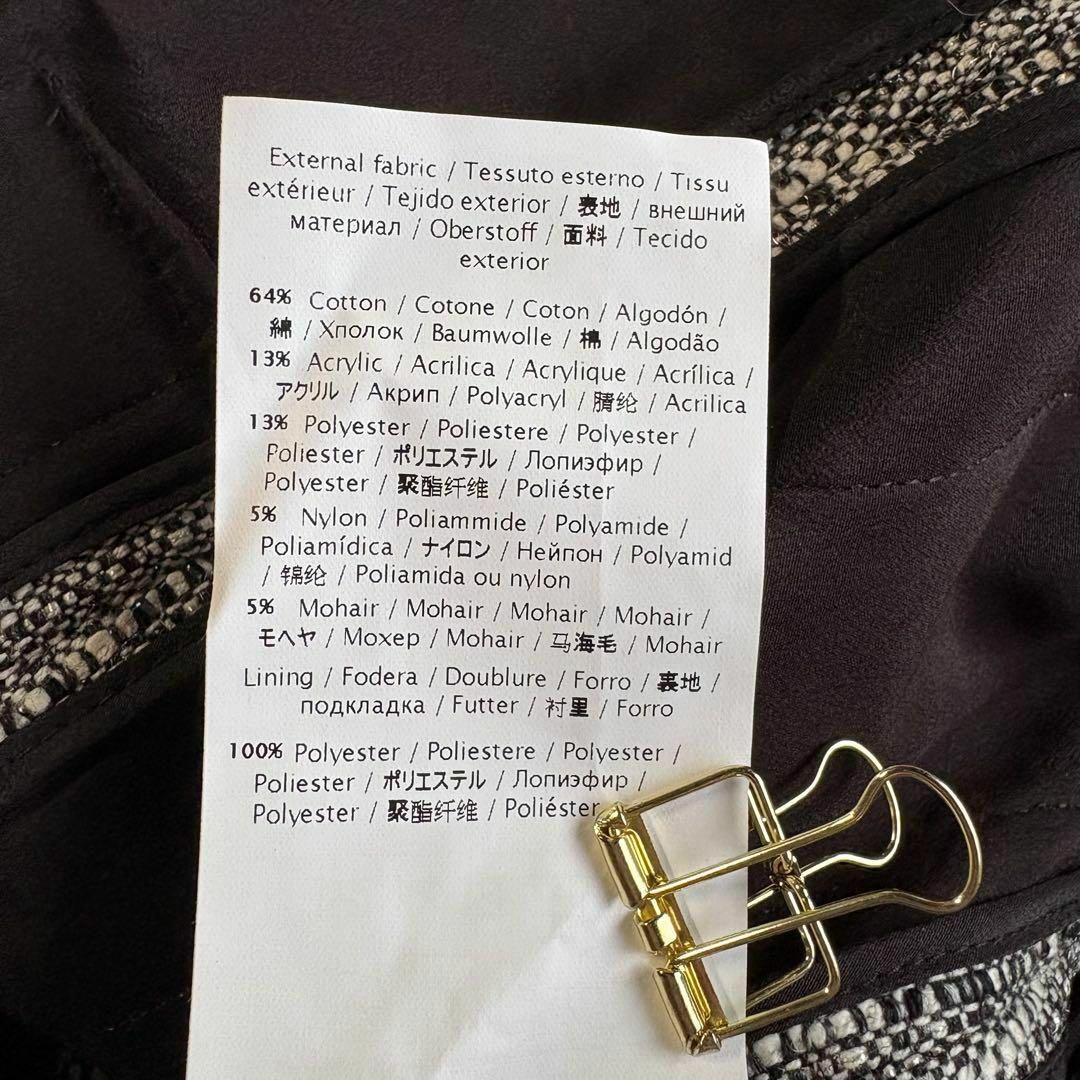 External fabric / Tessuto esterno / Tissu
extérieur / Tejido exterior / 表地 / внешний
материал / Oberstoff / 面料 / Tecido
exterior
64% Cotton / Cotone / Coton / Algodón /
綿 / Хполок / Baumwolle / 棉 / Algodão
13% Acrylic / Acrilica / Acrylique / Acrílica /
アクリル / Акрип / Polyacryl / 腈纶 / Acrilica
13% Polyester / Poliestere / Polyester /
Poliester / ポリエステル / Лопиэфир /
Polyester / 聚酯纤维 / Poliéster
5% Nylon / Poliammide / Polyamide /
Poliamídica / ナイロン / Нейпон / Polyamid
/ 锦纶 / Poliamida ou nylon
5% Mohair / Mohair / Mohair / Mohair /
モヘヤ / Мохер / Mohair / 马海毛 / Mohair
Lining / Fodera / Doublure / Forro / 裏地 /
подкладка / Futter / 衬里 / Forro
100% Polyester / Poliestere / Polyester /
Poliester / ポリエステル / Лопиэфир /
Polyester / 聚酯纤维 / Poliéster